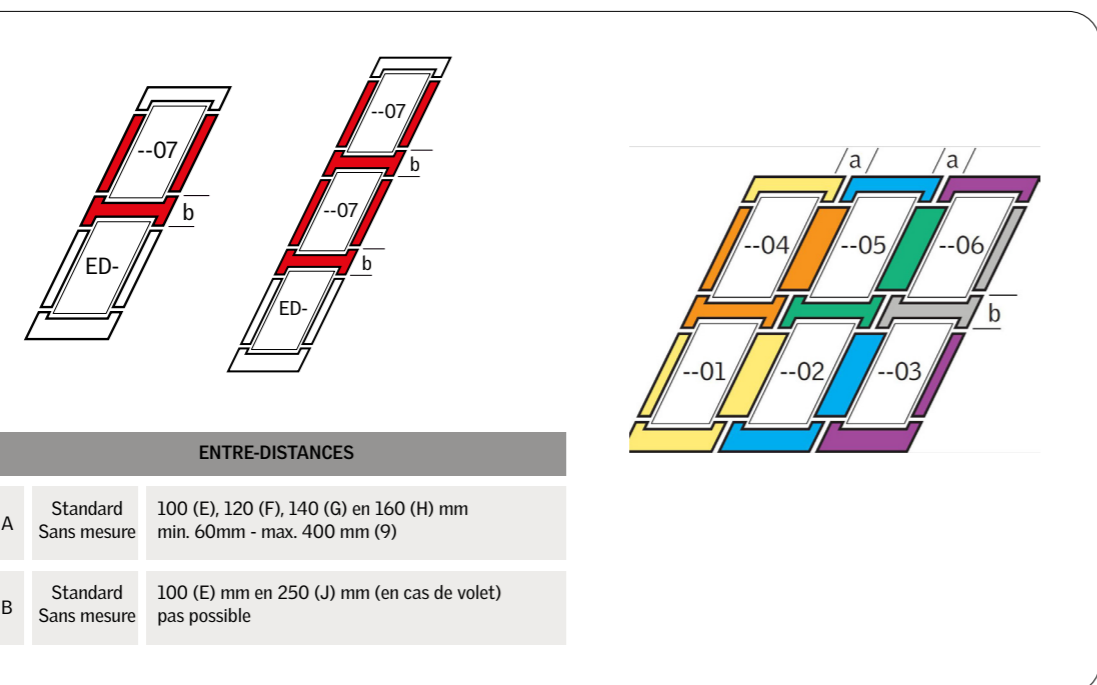 --07
b
ED-
--07
b
--07
b
ED-
a
a
--04
--05
--06
b
--01
--02
--03
ENTRE-DISTANCES
A
Standard
Sans mesure
100 (E), 120 (F), 140 (G) en 160 (H) mm
min. 60mm - max. 400 mm (9)
B
Standard
Sans mesure
100 (E) mm en 250 (J) mm (en cas de volet)
pas possible